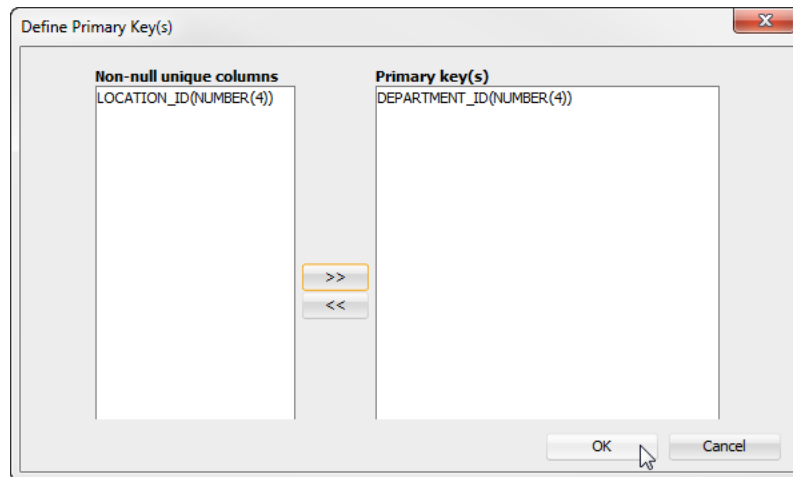 Define Primary Key(s)
Non-null unique columns
Primary key(s)
LOCATION_ID(NUMBER(4))
DEPARTMENT_ID(NUMBER(4))
>>
<<
OK
Cancel